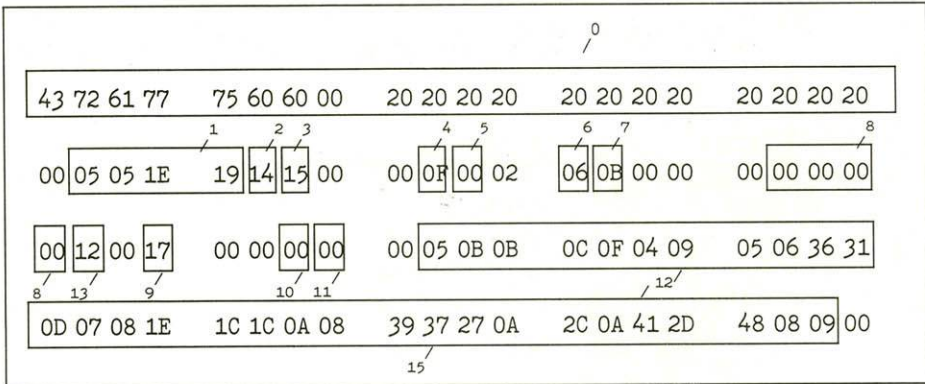 0
43 72 61 77 75 60 60 00 20 20 20 20 20 20 20 20 20 20 20 20
1 2 3 4 5 6 7 8
00 05 05 1E 19 14 15 00 00 0F 00 02 06 0B 00 00 00 00 00 00
00 12 00 17 00 00 00 00 00 05 0B 0B 0C 0F 04 09 05 06 36 31
8 13 9 10 11 12
0D 07 08 1E 1C 1C 0A 08 39 37 27 0A 2C 0A 41 2D 48 08 09 00
15